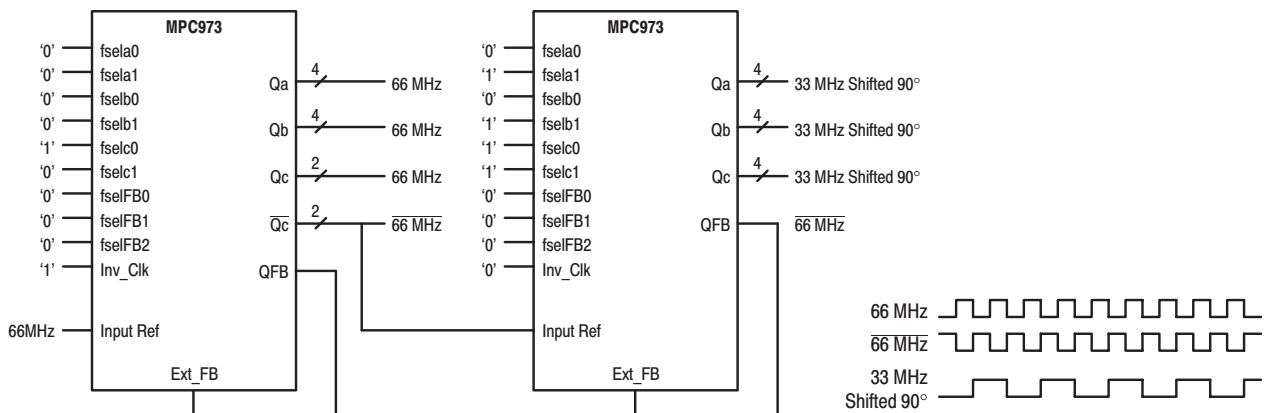 MPC973
'0' fsela0
'0' fsela1
'0' fselb0
'0' fselb1
'1' fselc0
'0' fselc1
'0' fselFB0
'0' fselFB1
'0' fselFB2
'1' Inv_Clk
66MHz Input Ref
Ext_FB
Qa 4 66 MHz
Qb 4 66 MHz
Qc 2 66 MHz
Qc 2 66 MHz
QFB
MPC973
'0' fsela0
'1' fsela1
'0' fselb0
'1' fselb1
'1' fselc0
'1' fselc1
'0' fselFB0
'0' fselFB1
'0' fselFB2
'0' Inv_Clk
Input Ref
Ext_FB
Qa 4 33 MHz Shifted 90°
Qb 4 33 MHz Shifted 90°
Qc 4 33 MHz Shifted 90°
QFB 66 MHz
66 MHz
66 MHz
33 MHz
Shifted 90°